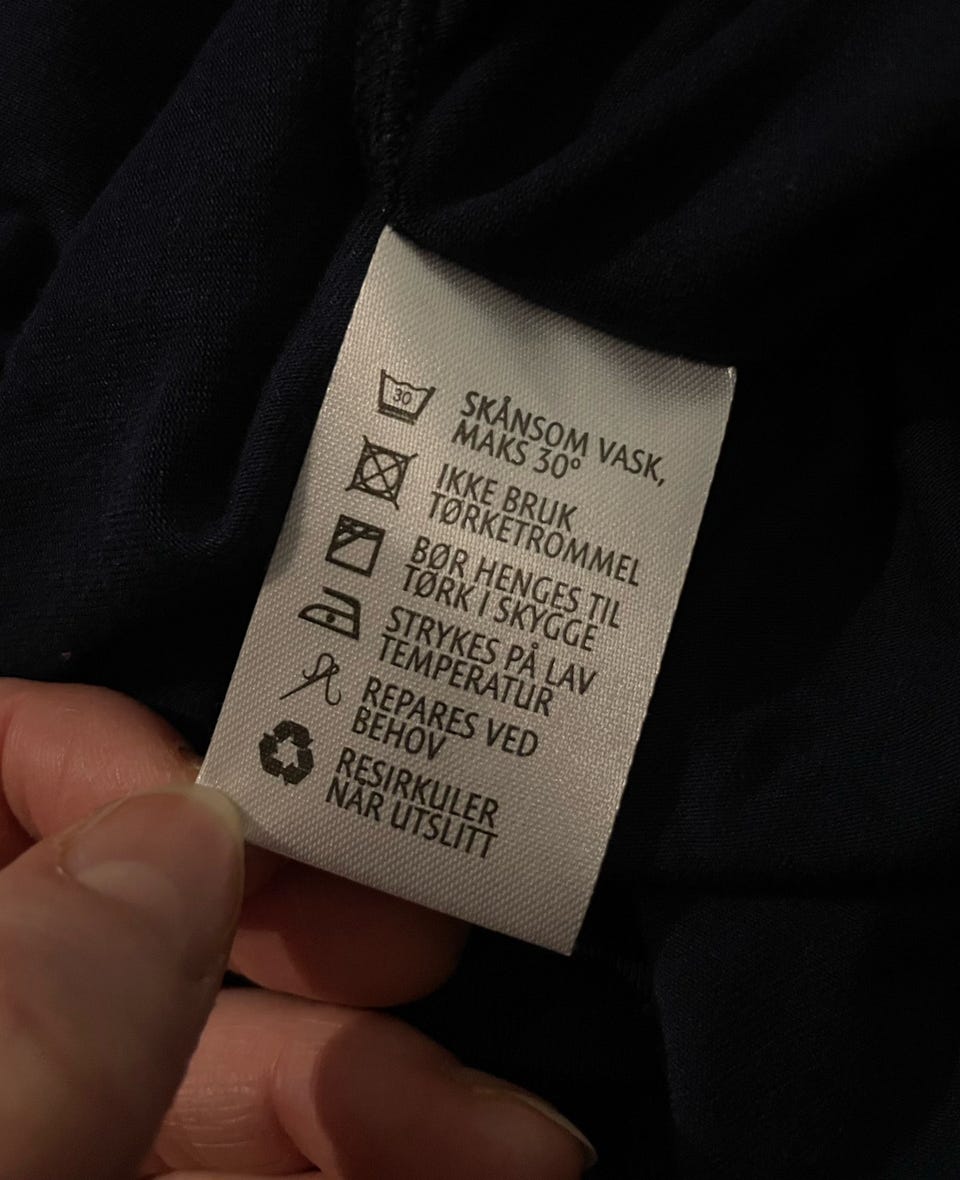 30
SKÅNSOM VASK,
MAKS 30°
IKKE BRUK
TØRKETROMMEL
BØR HENGES TIL
TØRK I SKYGGE
STRYKES PÅ LAV
TEMPERATUR
REPARES VED
BEHOV
RESIRKULER
NÅR UTSLITT